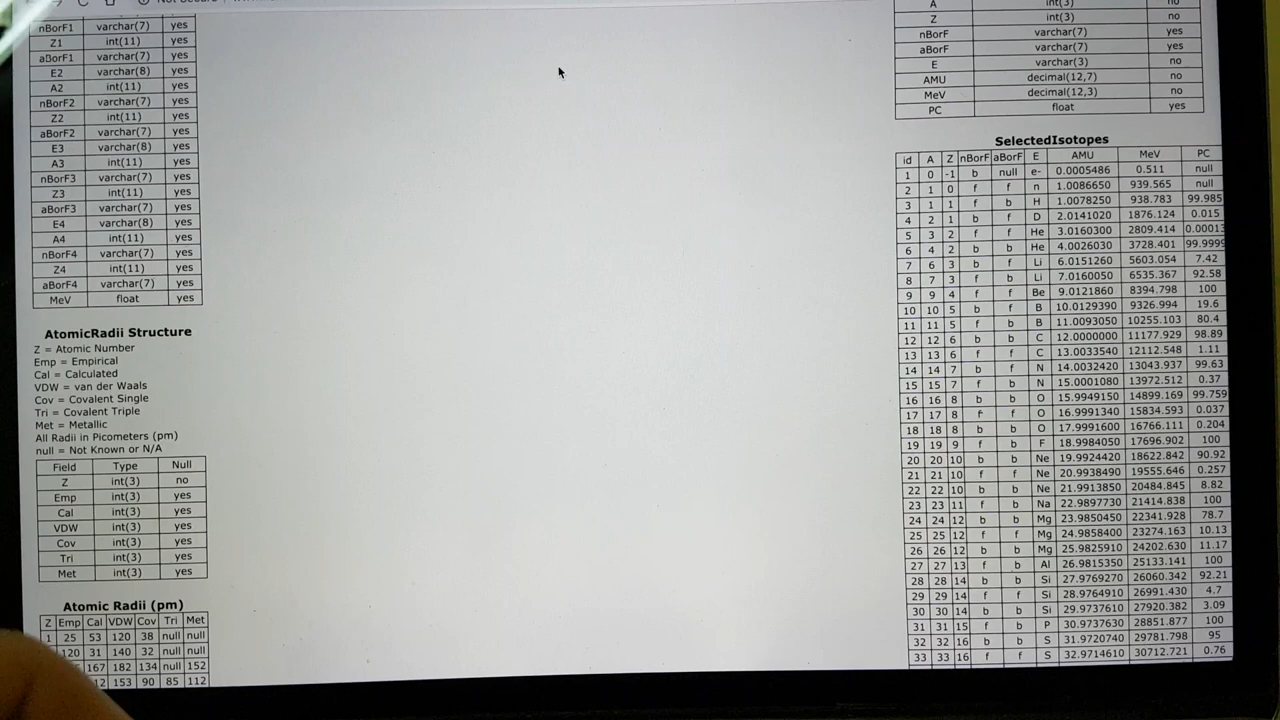 nBorF1 varchar(7) yes
Z1 int(11) yes
aBorF1 varchar(7) yes
E2 varchar(8) yes
A2 int(11) yes
nBorF2 varchar(7) yes
Z2 int(11) yes
aBorF2 varchar(7) yes
E3 varchar(8) yes
A3 int(11) yes
nBorF3 varchar(7) yes
Z3 int(11) yes
aBorF3 varchar(7) yes
E4 varchar(8) yes
A4 int(11) yes
nBorF4 varchar(7) yes
Z4 int(11) yes
aBorF4 varchar(7) yes
MeV float yes
AtomicRadii Structure
Z = Atomic Number
Emp = Empirical
Cal = Calculated
VDW = van der Waals
Cov = Covalent Single
Tri = Covalent Triple
Met = Metallic
All Radii in Picometers (pm)
null = Not Known or N/A
Field Type Null
Z int(3) no
Emp int(3) yes
Cal int(3) yes
VDW int(3) yes
Cov int(3) yes
Tri int(3) yes
Met int(3) yes
Atomic Radii (pm)
Z Emp Cal VDW Cov Tri Met
1 25 53 120 38 null null
120 31 140 32 null null
167 182 134 null 152
153 90 85 112
A int(3) no
Z int(3) no
nBorF varchar(7) yes
aBorF varchar(7) yes
E varchar(3) no
AMU decimal(12,7) no
MeV decimal(12,3) no
PC float yes
SelectedIsotopes
id A Z nBorF aBorF E AMU MeV PC
1 0 -1 b null e- 0.0005486 0.511 null
2 1 0 f f n 1.0086650 939.565 null
3 1 1 f b H 1.0078250 938.783 99.985
4 2 1 b f D 2.0141020 1876.124 0.015
5 3 2 f f He 3.0160300 2809.414 0.00013
6 4 2 b b He 4.0026030 3728.401 99.9999
7 6 3 b f Li 6.0151260 5603.054 7.42
8 7 3 f b Li 7.0160050 6535.367 92.58
9 9 4 f f Be 9.0121860 8394.798 100
10 10 5 b f B 10.0129390 9326.994 19.6
11 11 5 f b B 11.0093050 10255.103 80.4
12 12 6 b b C 12.0000000 11177.929 98.89
13 13 6 f f C 13.0033540 12112.548 1.11
14 14 7 b f N 14.0032420 13043.937 99.63
15 15 7 f b N 15.0001080 13972.512 0.37
16 16 8 b b O 15.9949150 14899.169 99.759
17 17 8 f f O 16.9991340 15834.593 0.037
18 18 8 b b O 17.9991600 16766.111 0.204
19 19 9 f b F 18.9984050 17696.902 100
20 20 10 b b Ne 19.9924420 18622.842 90.92
21 21 10 f f Ne 20.9938490 19555.646 0.257
22 22 10 b b Ne 21.9913850 20484.845 8.82
23 23 11 f b Na 22.9897730 21414.838 100
24 24 12 b b Mg 23.9850450 22341.928 78.7
25 25 12 f f Mg 24.9858400 23274.163 10.13
26 26 12 b b Mg 25.9825910 24202.630 11.17
27 27 13 f b Al 26.9815350 25133.141 100
28 28 14 b b Si 27.9769270 26060.342 92.21
29 29 14 f f Si 28.9764910 26991.430 4.7
30 30 14 b b Si 29.9737610 27920.382 3.09
31 31 15 f b P 30.9737630 28851.877 100
32 32 16 b b S 31.9720740 29781.798 95
33 33 16 f f S 32.9714610 30712.721 0.76